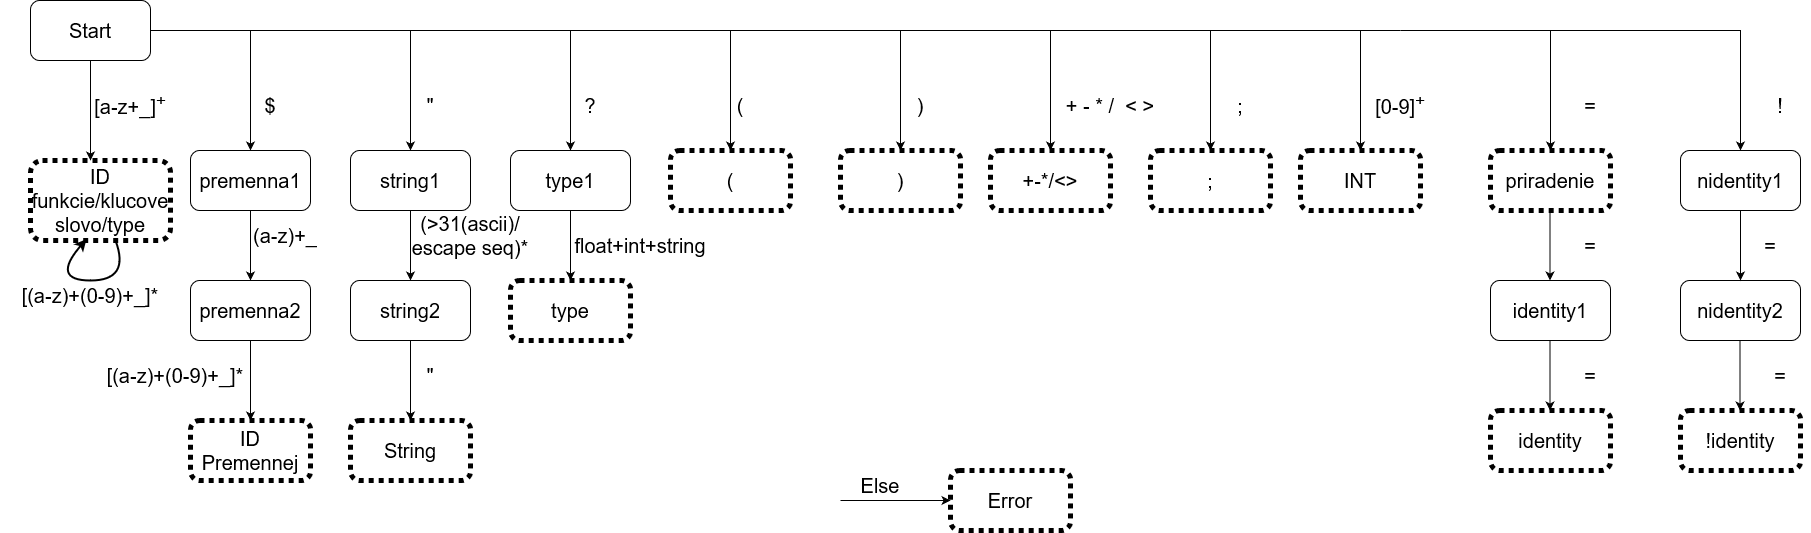 Start
[a-z+_]+
$
"
?
(
)
+ - * / < >
;
[0-9]+
=
!
ID
funkcie/klucove
slovo/type
premenna1
string1
type1
(
)
+-*/<>
;
INT
priradenie
nidentity1
[(a-z)+(0-9)+_]*
(a-z)+_
(>31(ascii)/
escape seq)*
float+int+string
=
=
premenna2
string2
type
identity1
nidentity2
[(a-z)+(0-9)+_]*
"
=
=
ID
Premennej
String
identity
!identity
Else
Error